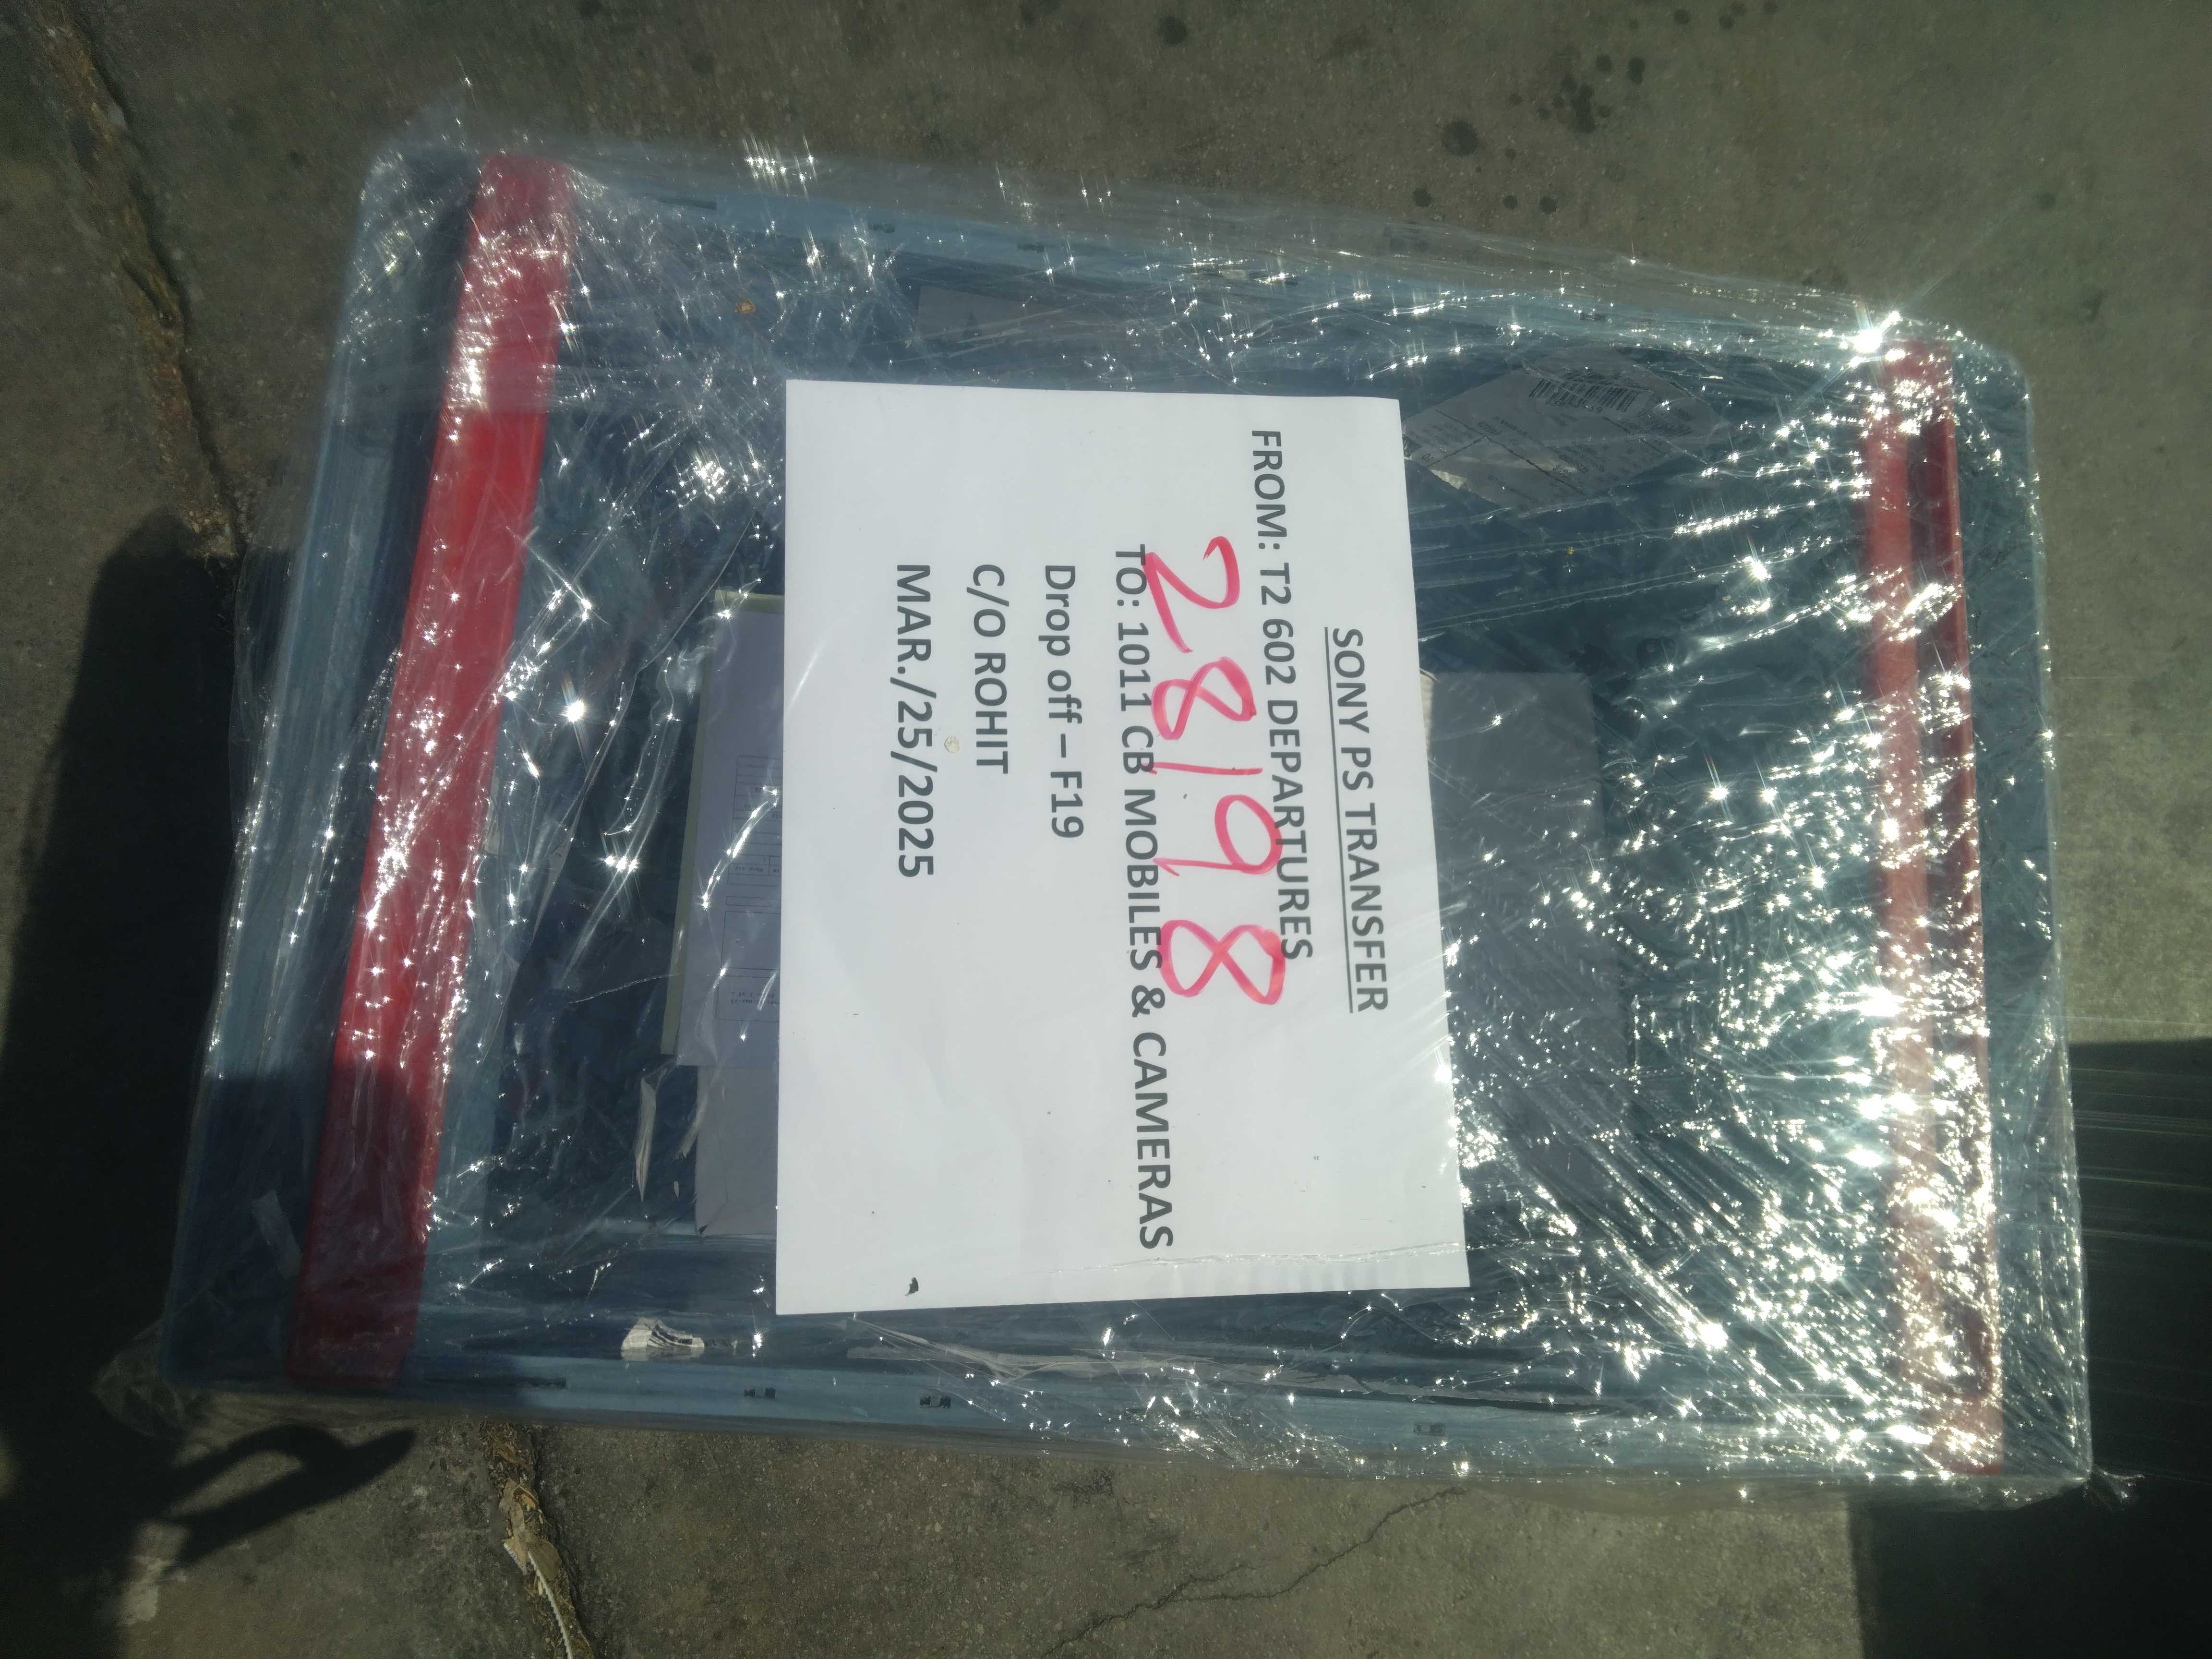 SONY PS TRANSFER
FROM: T2 602 DEPARTURES
28198
TO: 1011 CB MOBILES & CAMERAS
Drop off – F19
C/O ROHIT
MAR./25/2025